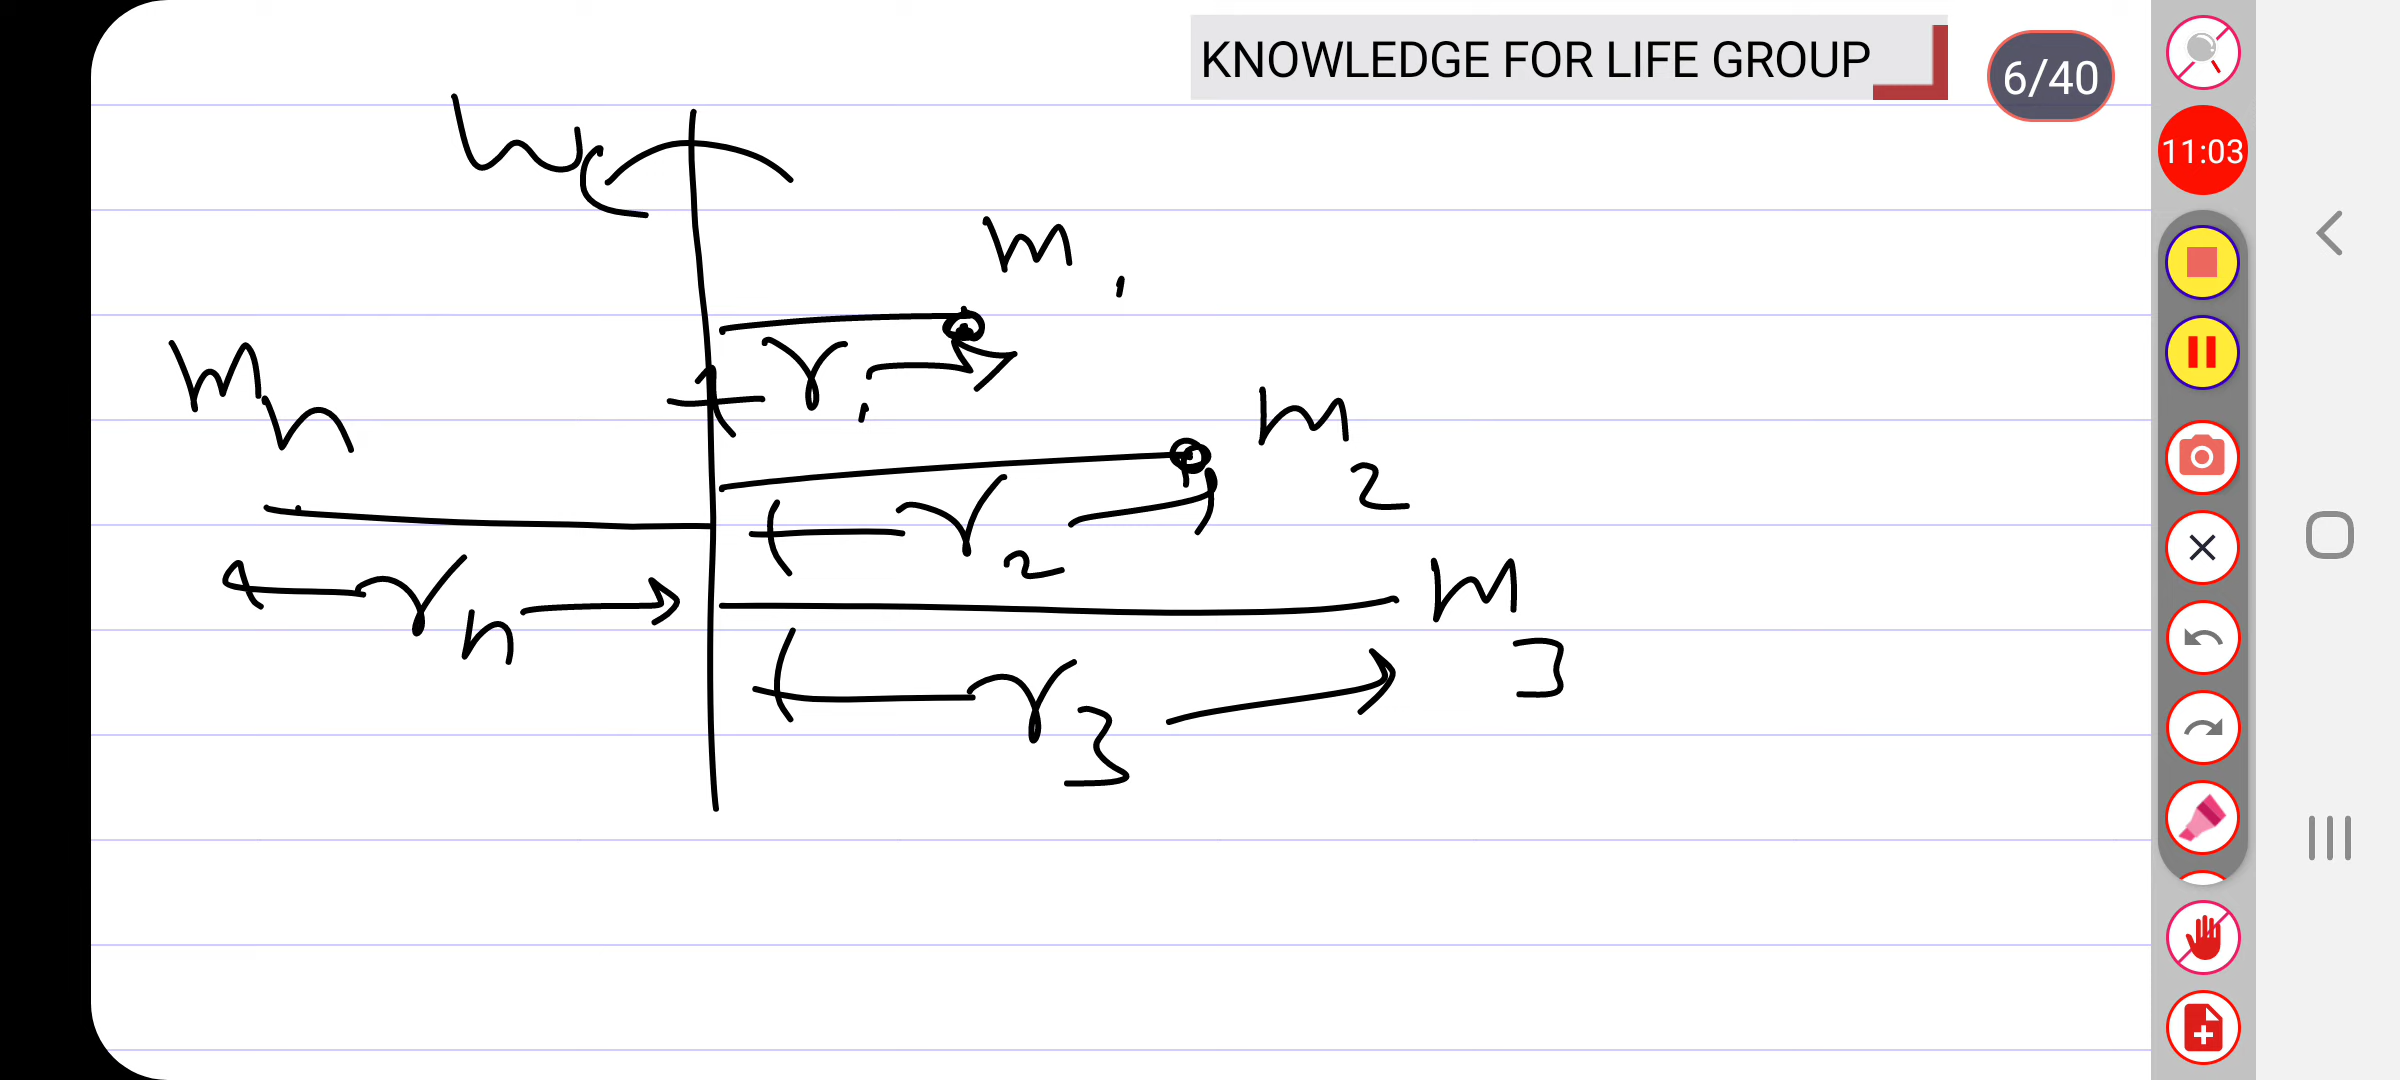 KNOWLEDGE FOR LIFE GROUP
6/40
11:03
W
m1
r1
mn
m2
r2
rn
m3
r3